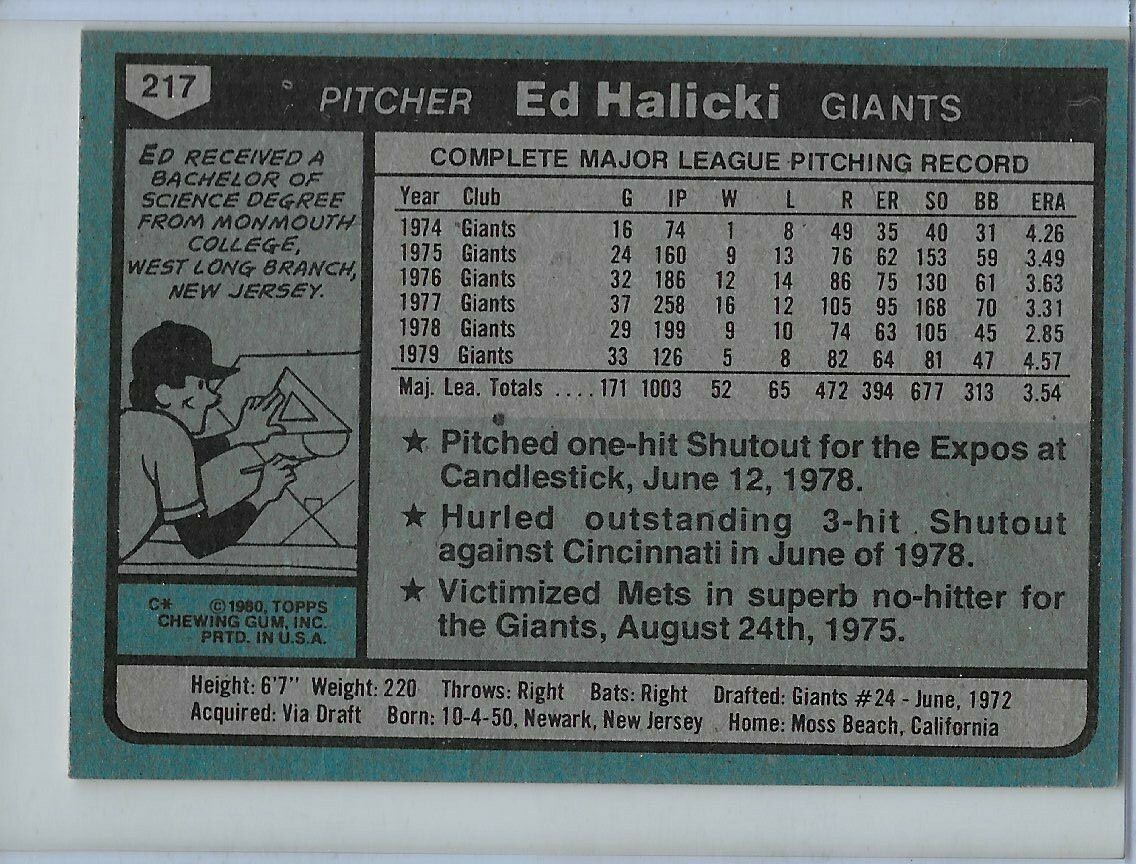 217 PITCHER Ed Halicki GIANTS
ED RECEIVED A
BACHELOR OF
SCIENCE DEGREE
FROM MONMOUTH
COLLEGE,
WEST LONG BRANCH,
NEW JERSEY.
C* ©1980, TOPPS
CHEWING GUM, INC.
PRTD. IN U.S.A.
COMPLETE MAJOR LEAGUE PITCHING RECORD
Year Club G IP W L R ER SO BB ERA
1974 Giants 16 74 1 8 49 35 40 31 4.26
1975 Giants 24 160 9 13 76 62 153 59 3.49
1976 Giants 32 186 12 14 86 75 130 61 3.63
1977 Giants 37 258 16 12 105 95 168 70 3.31
1978 Giants 29 199 9 10 74 63 105 45 2.85
1979 Giants 33 126 5 8 82 64 81 47 4.57
Maj. Lea. Totals .... 171 1003 52 65 472 394 677 313 3.54
★ Pitched one-hit Shutout for the Expos at
Candlestick, June 12, 1978.
★ Hurled outstanding 3-hit Shutout
against Cincinnati in June of 1978.
★ Victimized Mets in superb no-hitter for
the Giants, August 24th, 1975.
Height: 6'7" Weight: 220 Throws: Right Bats: Right Drafted: Giants #24 - June, 1972
Acquired: Via Draft Born: 10-4-50, Newark, New Jersey Home: Moss Beach, California